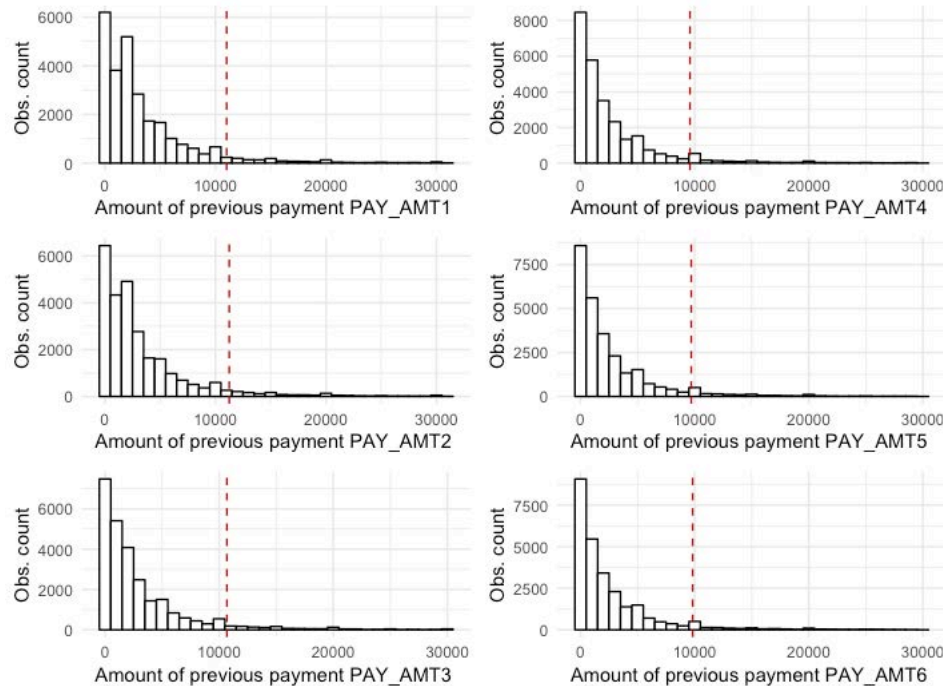 Obs. count
6000
4000
2000
0
0 10000 20000 30000
Amount of previous payment PAY_AMT1
Obs. count
8000
6000
4000
2000
0
0 10000 20000 30000
Amount of previous payment PAY_AMT4
Obs. count
6000
4000
2000
0
0 10000 20000 30000
Amount of previous payment PAY_AMT2
Obs. count
7500
5000
2500
0
0 10000 20000 30000
Amount of previous payment PAY_AMT5
Obs. count
6000
4000
2000
0
0 10000 20000 30000
Amount of previous payment PAY_AMT3
Obs. count
7500
5000
2500
0
0 10000 20000 30000
Amount of previous payment PAY_AMT6